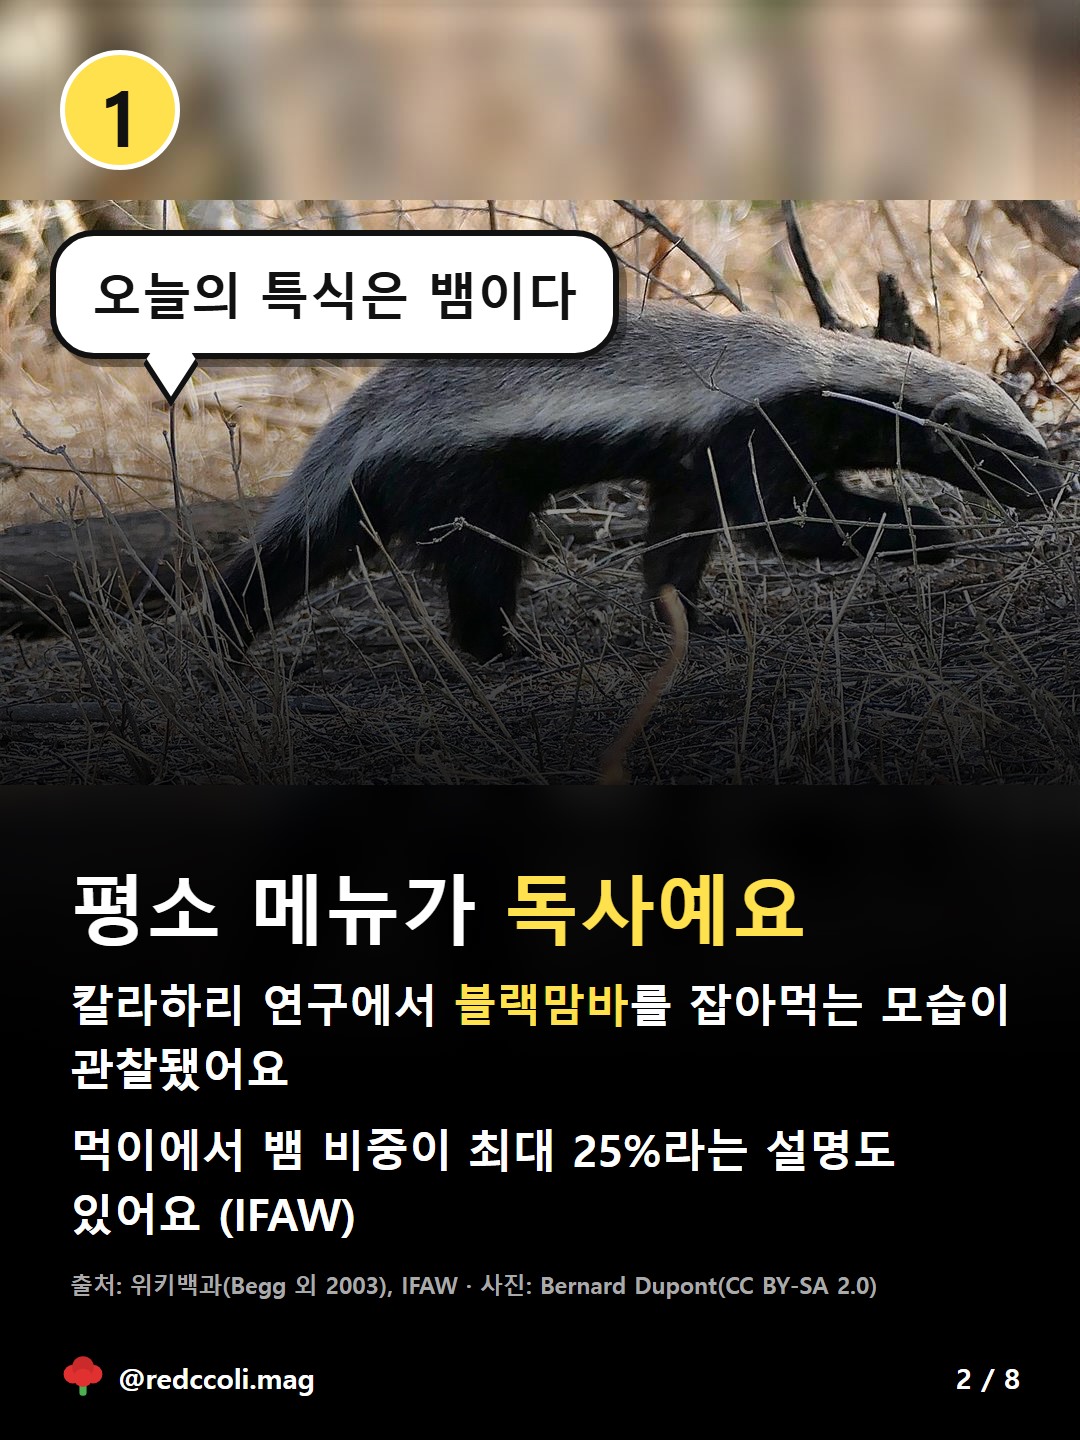 1
오늘의 특식은 뱀이다
평소 메뉴가 독사예요
칼라하리 연구에서 블랙맘바를 잡아먹는 모습이
관찰됐어요
먹이에서 뱀 비중이 최대 25%라는 설명도
있어요 (IFAW)
출처: 위키백과(Begg 외 2003), IFAW · 사진: Bernard Dupont(CC BY-SA 2.0)
@redccoli.mag
2 / 8